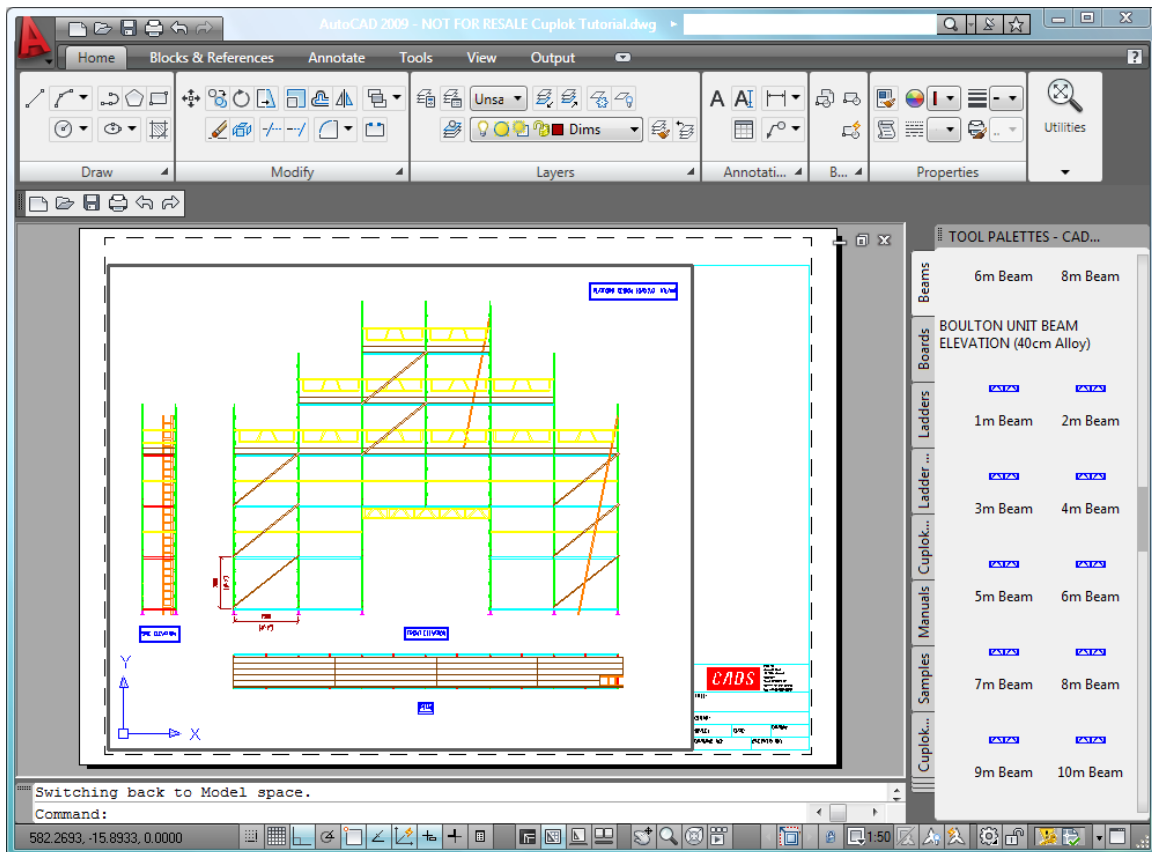 AutoCAD 2009 - NOT FOR RESALE Cuplok Tutorial.dwg
Home Blocks & References Annotate Tools View Output
Unsa
Dims
Utilities
Draw Modify Layers Annotati... B... Properties
TOOL PALETTES - CAD...
Beams
Boards
Ladders
Ladder ...
Cuplok...
Manuals
Samples
Cuplok...
6m Beam 8m Beam
BOULTON UNIT BEAM
ELEVATION (40cm Alloy)
1m Beam 2m Beam
3m Beam 4m Beam
5m Beam 6m Beam
7m Beam 8m Beam
9m Beam 10m Beam
SIDE ELEVATION
FRONT ELEVATION
Y
X
CADS
Switching back to Model space.
Command:
582.2693, -15.8933, 0.0000
1:50